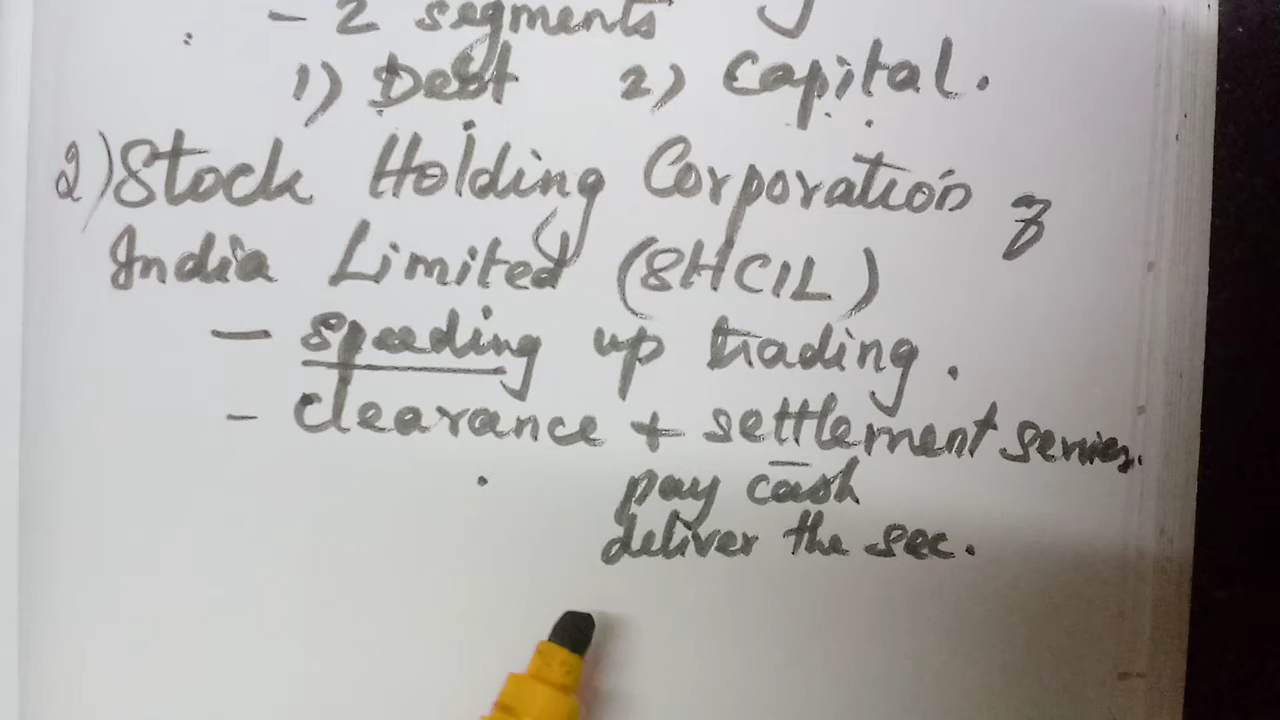 - 2 segments
1) Debt 2) Capital.
2) Stock Holding Corporation of
India Limited (SHCIL)
- speeding up trading.
- clearance + settlement services.
pay cash
deliver the sec.